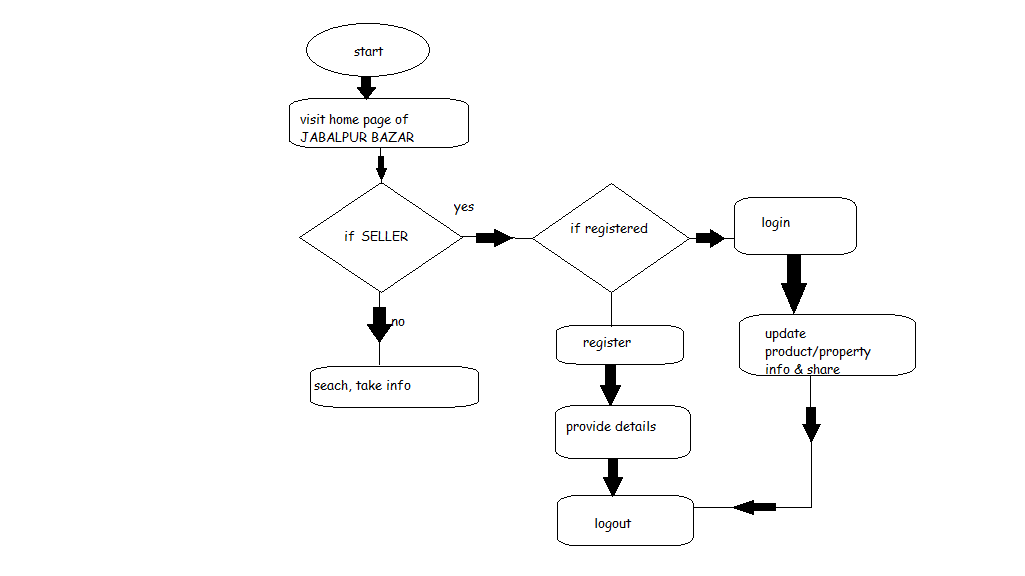 start
visit home page of
JABALPUR BAZAR
if SELLER
yes
no
seach, take info
if registered
login
update
product/property
info & share
register
provide details
logout